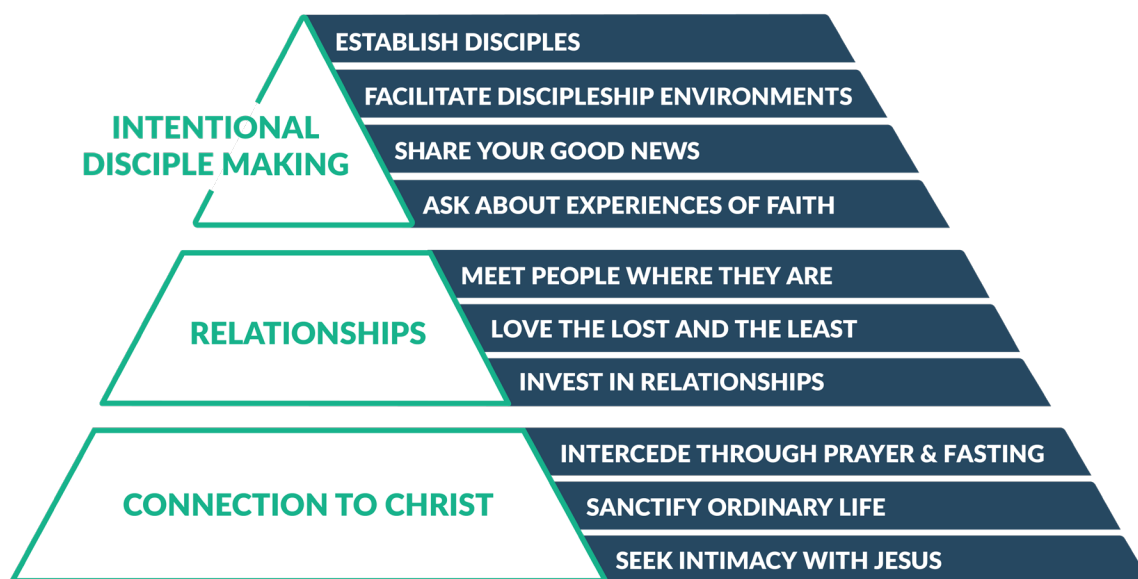 INTENTIONAL
DISCIPLE MAKING
ESTABLISH DISCIPLES
FACILITATE DISCIPLESHIP ENVIRONMENTS
SHARE YOUR GOOD NEWS
ASK ABOUT EXPERIENCES OF FAITH
RELATIONSHIPS
MEET PEOPLE WHERE THEY ARE
LOVE THE LOST AND THE LEAST
INVEST IN RELATIONSHIPS
CONNECTION TO CHRIST
INTERCEDE THROUGH PRAYER & FASTING
SANCTIFY ORDINARY LIFE
SEEK INTIMACY WITH JESUS